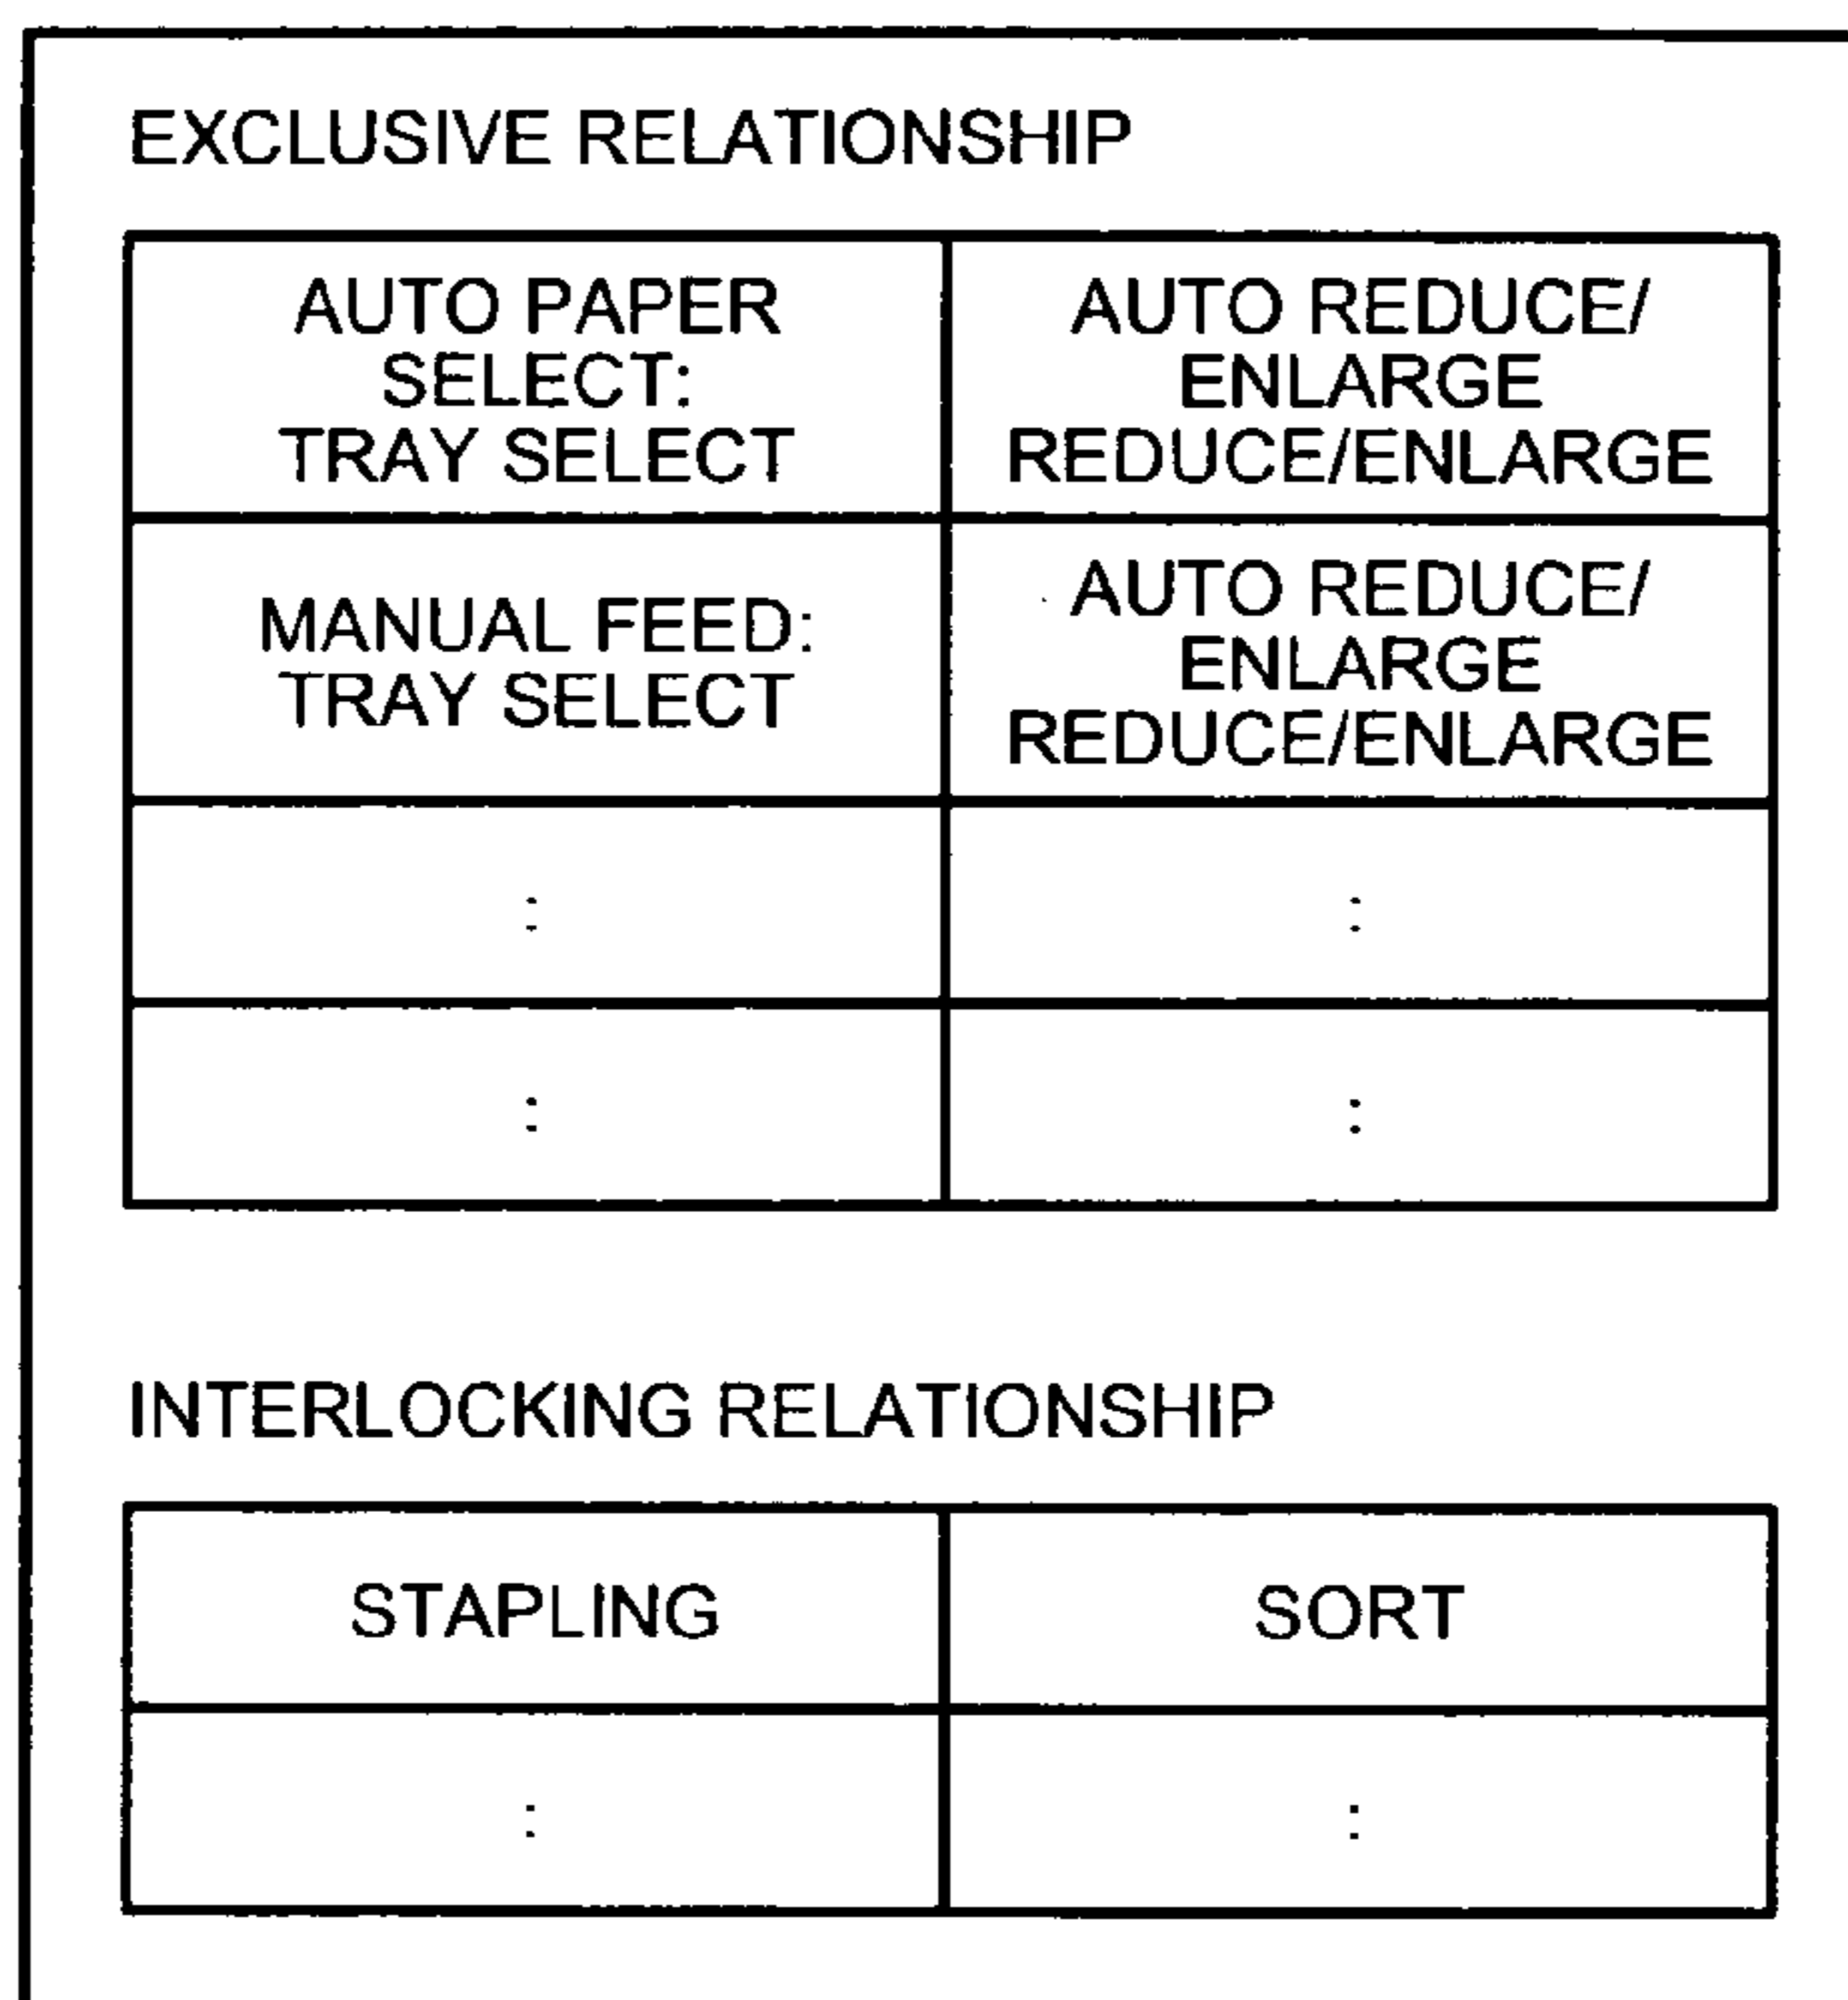 EXCLUSIVE RELATIONSHIP
AUTO PAPER
SELECT:
TRAY SELECT
AUTO REDUCE/
ENLARGE
REDUCE/ENLARGE
MANUAL FEED:
TRAY SELECT
AUTO REDUCE/
ENLARGE
REDUCE/ENLARGE
:
:
:
:
INTERLOCKING RELATIONSHIP
STAPLING
SORT
:
: